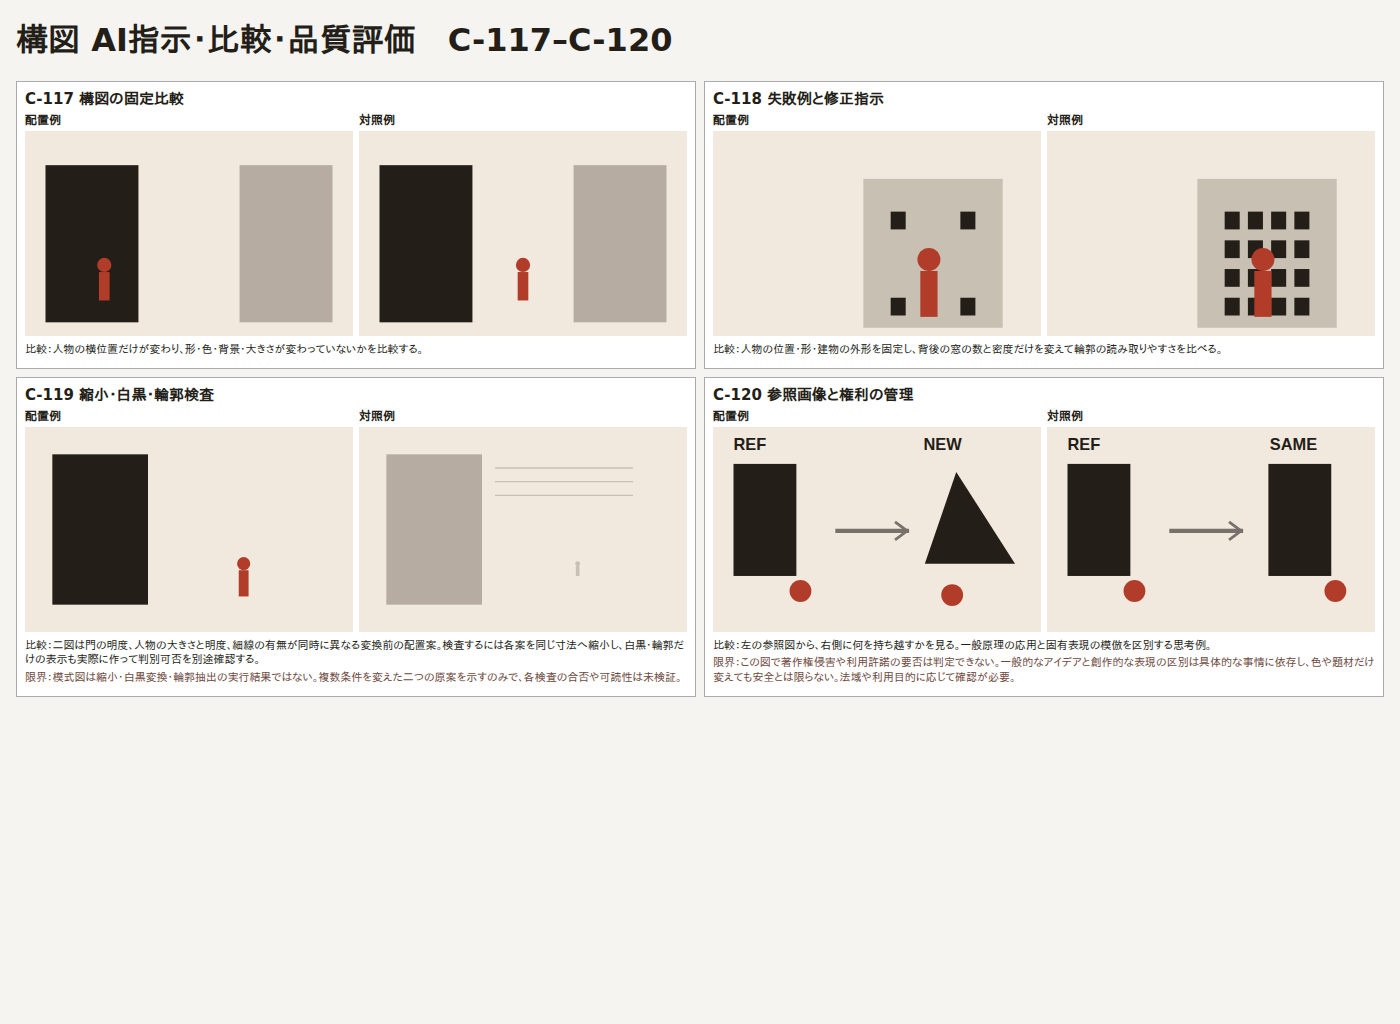 構図 AI指示・比較・品質評価　C-117–C-120
C-117 構図の固定比較
配置例
対照例
比較：人物の横位置だけが変わり、形・色・背景・大きさが変わっていないかを比較する。
C-118 失敗例と修正指示
配置例
対照例
比較：人物の位置・形・建物の外形を固定し、背後の窓の数と密度だけを変えて輪郭の読み取りやすさを比べる。
C-119 縮小・白黒・輪郭検査
配置例
対照例
比較：二図は門の明度、人物の大きさと明度、細線の有無が同時に異なる変換前の配置案。検査するには各案を同じ寸法へ縮小し、白黒・輪郭だ
けの表示も実際に作って判別可否を別途確認する。
限界：模式図は縮小・白黒変換・輪郭抽出の実行結果ではない。複数条件を変えた二つの原案を示すのみで、各検査の合否や可読性は未検証。
C-120 参照画像と権利の管理
配置例
対照例
REF
NEW
REF
SAME
比較：左の参照図から、右側に何を持ち越すかを見る。一般原理の応用と固有表現の模倣を区別する思考例。
限界：この図で著作権侵害や利用許諾の要否は判定できない。一般的なアイデアと創作的な表現の区別は具体的な事情に依存し、色や題材だけ
変えても安全とは限らない。法域や利用目的に応じて確認が必要。